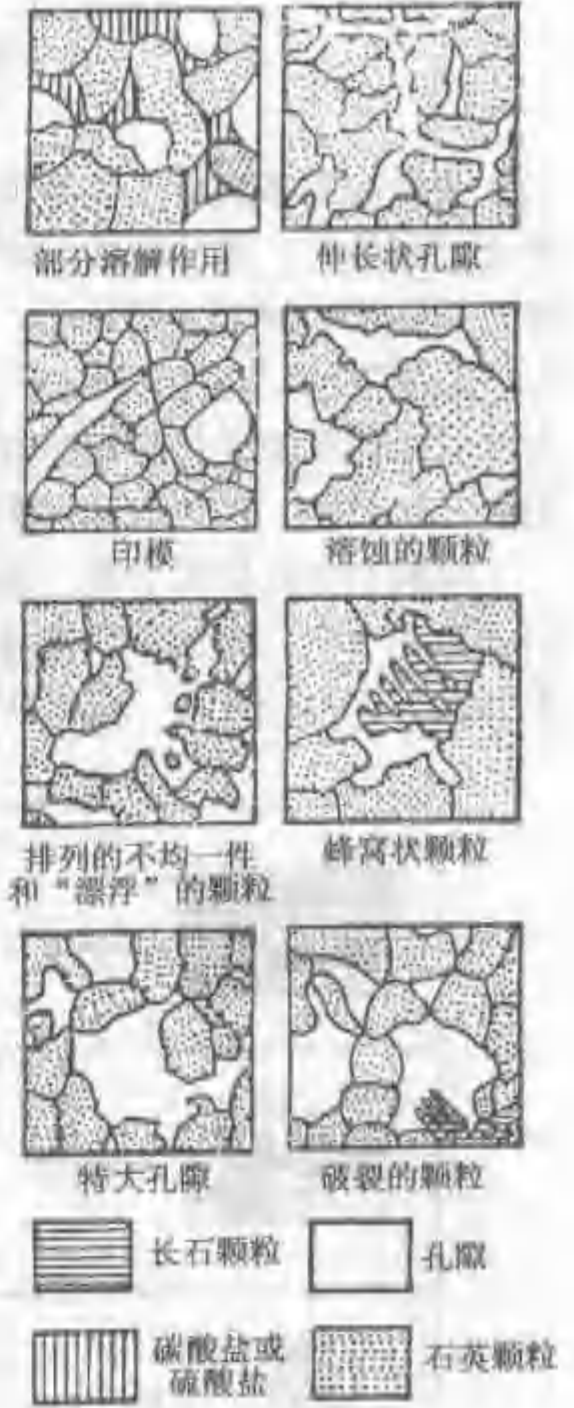 部分溶解作用
伸长状孔隙
印模
溶蚀的颗粒
排列的不均一性
和“漂浮”的颗粒
蜂窝状颗粒
特大孔隙
破裂的颗粒
长石颗粒
孔隙
碳酸盐或
硫酸盐
石英颗粒